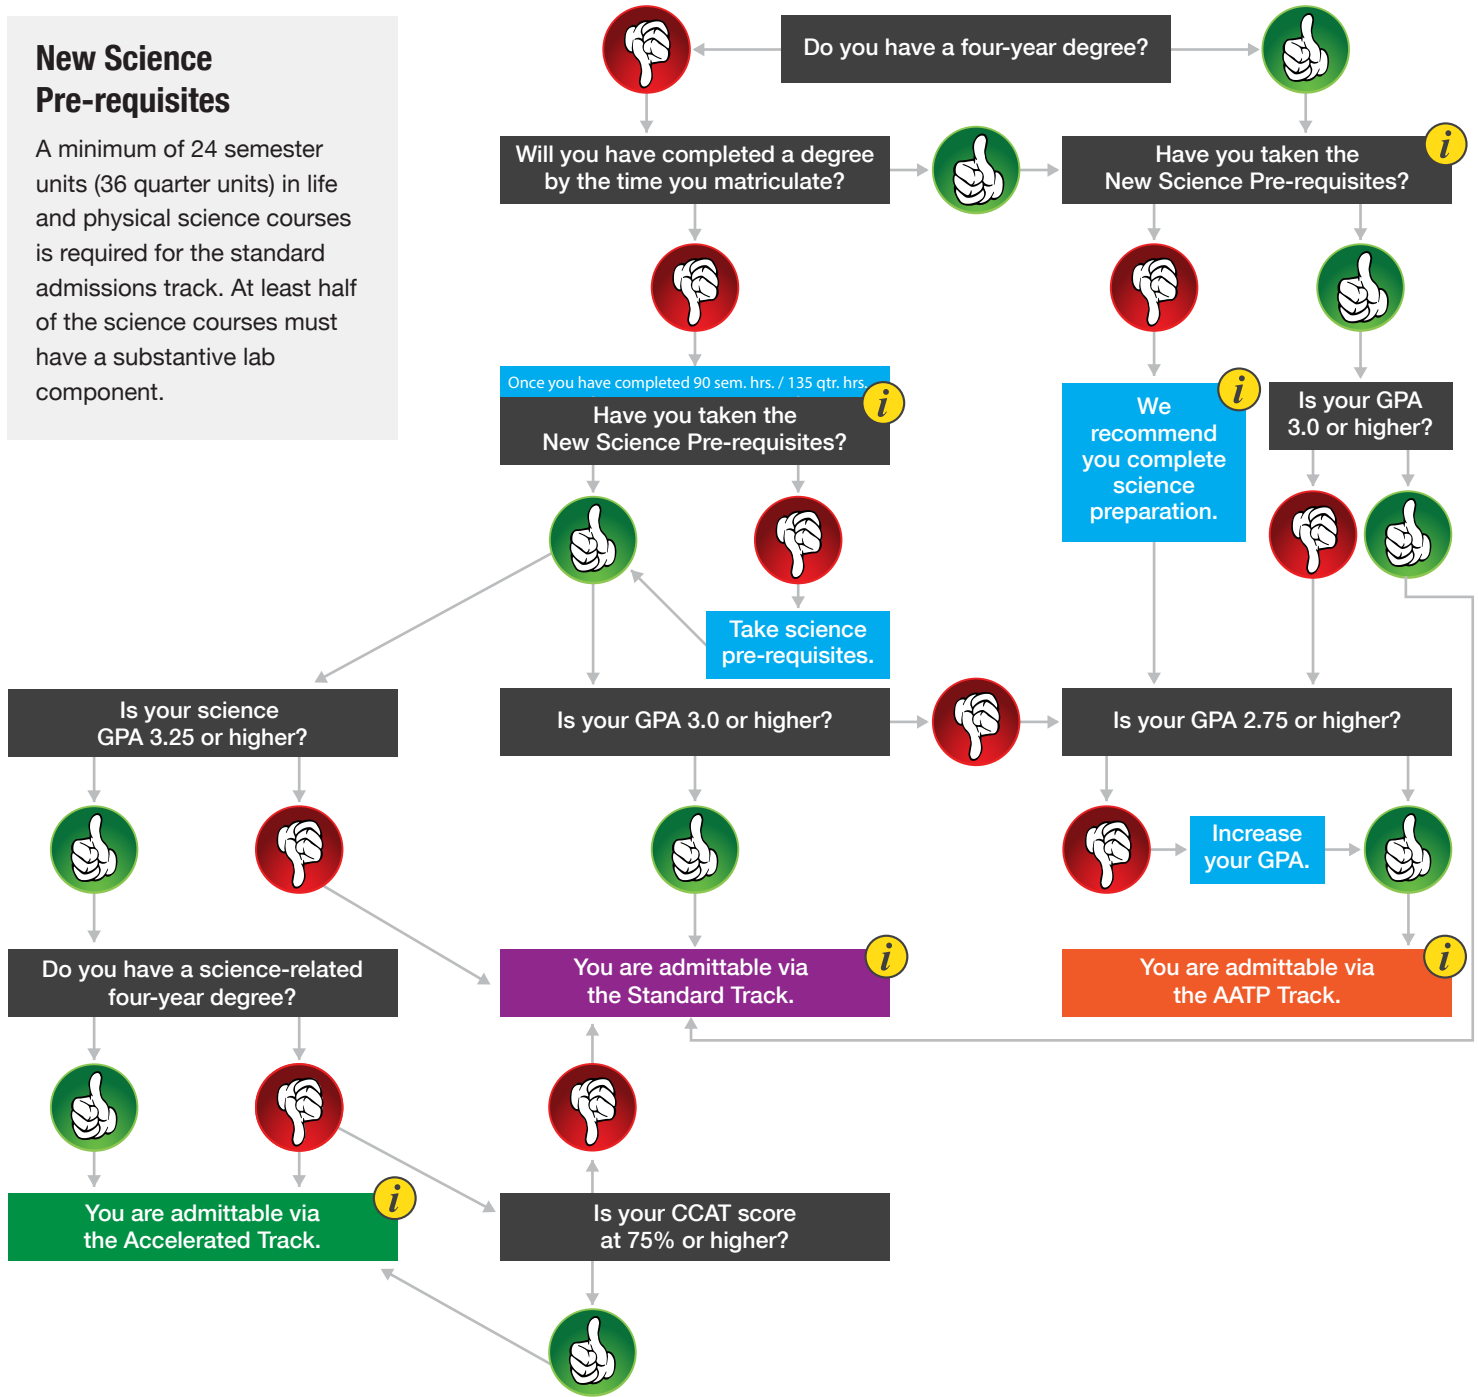 New Science
Pre-requisites
A minimum of 24 semester
units (36 quarter units) in life
and physical science courses
is required for the standard
admissions track. At least half
of the science courses must
have a substantive lab
component.
Do you have a four-year degree?
Will you have completed a degree
by the time you matriculate?
Have you taken the
New Science Pre-requisites?
i
Once you have completed 90 sem. hrs. / 135 qtr. hrs.
Have you taken the
New Science Pre-requisites?
i
We
recommend
you complete
science
preparation.
i
Is your GPA
3.0 or higher?
Take science
pre-requisites.
Is your science
GPA 3.25 or higher?
Is your GPA 3.0 or higher?
Is your GPA 2.75 or higher?
Increase
your GPA.
Do you have a science-related
four-year degree?
You are admittable via
the Standard Track.
i
You are admittable via
the AATP Track.
i
You are admittable via
the Accelerated Track.
i
Is your CCAT score
at 75% or higher?